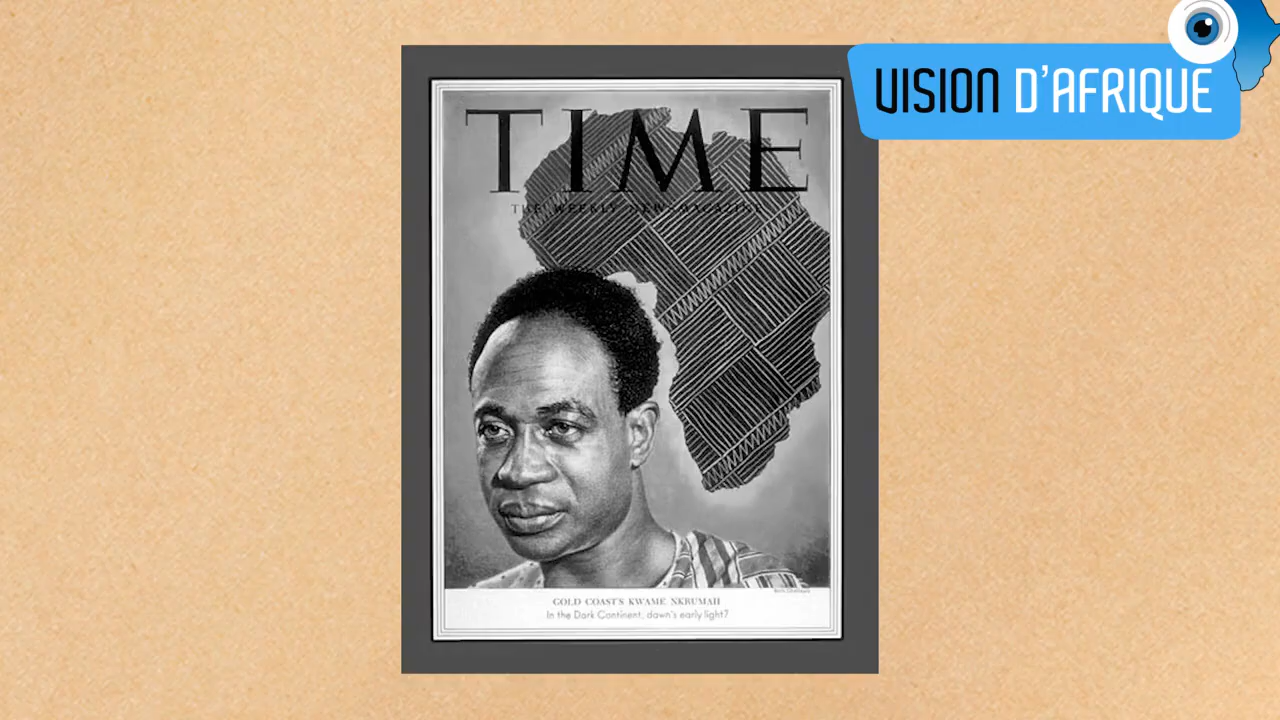 VISION D'AFRIQUE
TIME
THE WEEKLY NEWSMAGAZINE
GOLD COAST'S KWAME NKRUMAH
In the Dark Continent, dawn's early light?